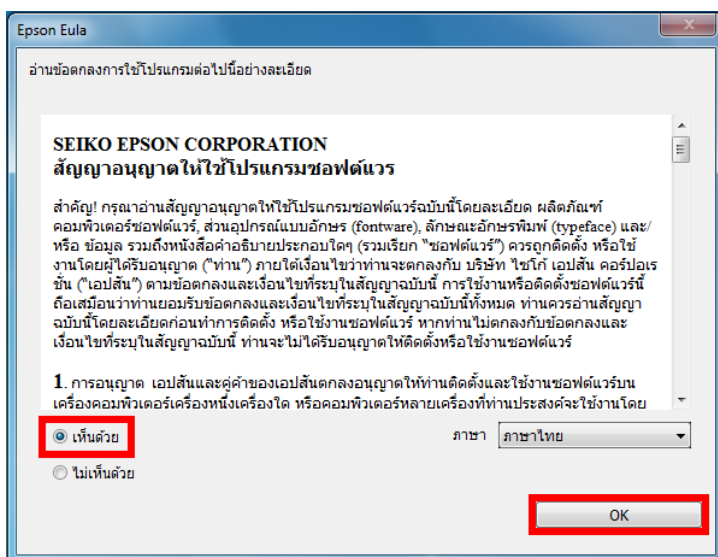 Epson Eula
อ่านข้อตกลงการใช้โปรแกรมต่อไปนี้อย่างละเอียด
SEIKO EPSON CORPORATION
สัญญาอนุญาตให้ใช้โปรแกรมซอฟต์แวร์
สำคัญ! กรุณาอ่านสัญญาอนุญาตให้ใช้โปรแกรมซอฟต์แวร์ฉบับนี้โดยละเอียด ผลิตภัณฑ์
คอมพิวเตอร์ซอฟต์แวร์, ส่วนอุปกรณ์แบบอักษร (fontware), ลักษณะอักษรพิมพ์ (typeface) และ/
หรือ ข้อมูล รวมถึงหนังสือคำอธิบายประกอบใดๆ (รวมเรียก "ซอฟต์แวร์") ควรถูกติดตั้ง หรือใช้
งานโดยผู้ได้รับอนุญาต ("ท่าน") ภายใต้เงื่อนไขว่าท่านจะตกลงกับ บริษัท ไซโก้ เอปสัน คอร์ปอเร
ชั่น ("เอปสัน") ตามข้อตกลงและเงื่อนไขที่ระบุในสัญญาฉบับนี้ การใช้งานหรือติดตั้งซอฟต์แวร์นี้
ถือเสมือนว่าท่านยอมรับข้อตกลงและเงื่อนไขที่ระบุในสัญญาฉบับนี้ทั้งหมด ท่านควรอ่านสัญญา
ฉบับนี้โดยละเอียดก่อนทำการติดตั้ง หรือใช้งานซอฟต์แวร์ หากท่านไม่ตกลงกับข้อตกลงและ
เงื่อนไขที่ระบุในสัญญาฉบับนี้ ท่านจะไม่ได้รับอนุญาตให้ติดตั้งหรือใช้งานซอฟต์แวร์
1. การอนุญาต เอปสันและคู่ค้าของเอปสันตกลงอนุญาตให้ท่านติดตั้งและใช้งานซอฟต์แวร์บน
เครื่องคอมพิวเตอร์เครื่องหนึ่งเครื่องใด หรือคอมพิวเตอร์หลายเครื่องที่ท่านประสงค์จะใช้งานโดย
เห็นด้วย ภาษา ภาษาไทย
ไม่เห็นด้วย
OK